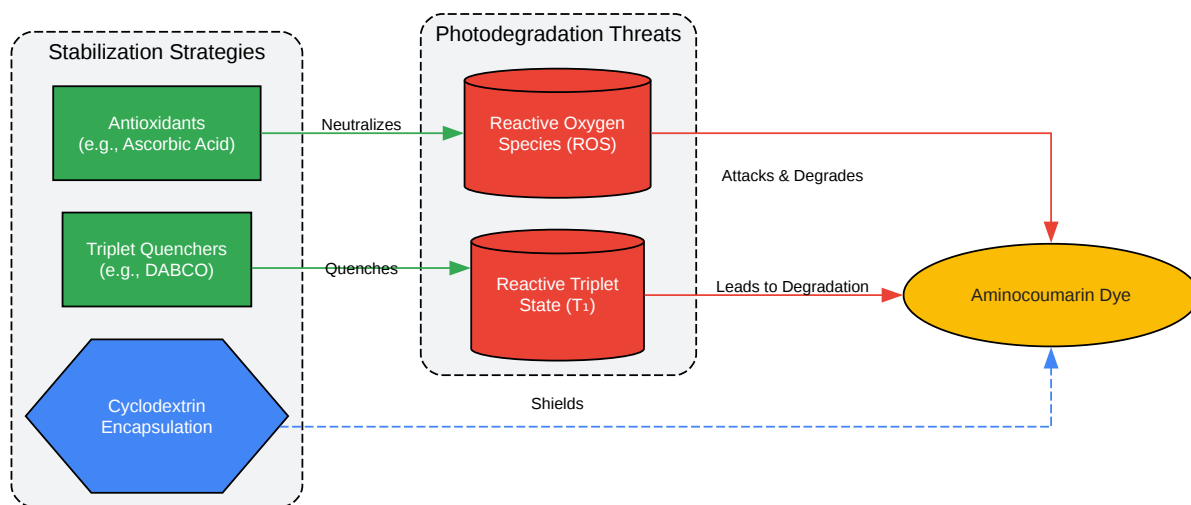 Stabilization Strategies
Photodegradation Threats
Antioxidants
(e.g., Ascorbic Acid)
Neutralizes
Reactive Oxygen
Species (ROS)
Attacks & Degrades
Triplet Quenchers
(e.g., DABCO)
Quenches
Reactive Triplet
State (T₁)
Leads to Degradation
Aminocoumarin Dye
Cyclodextrin
Encapsulation
Shields